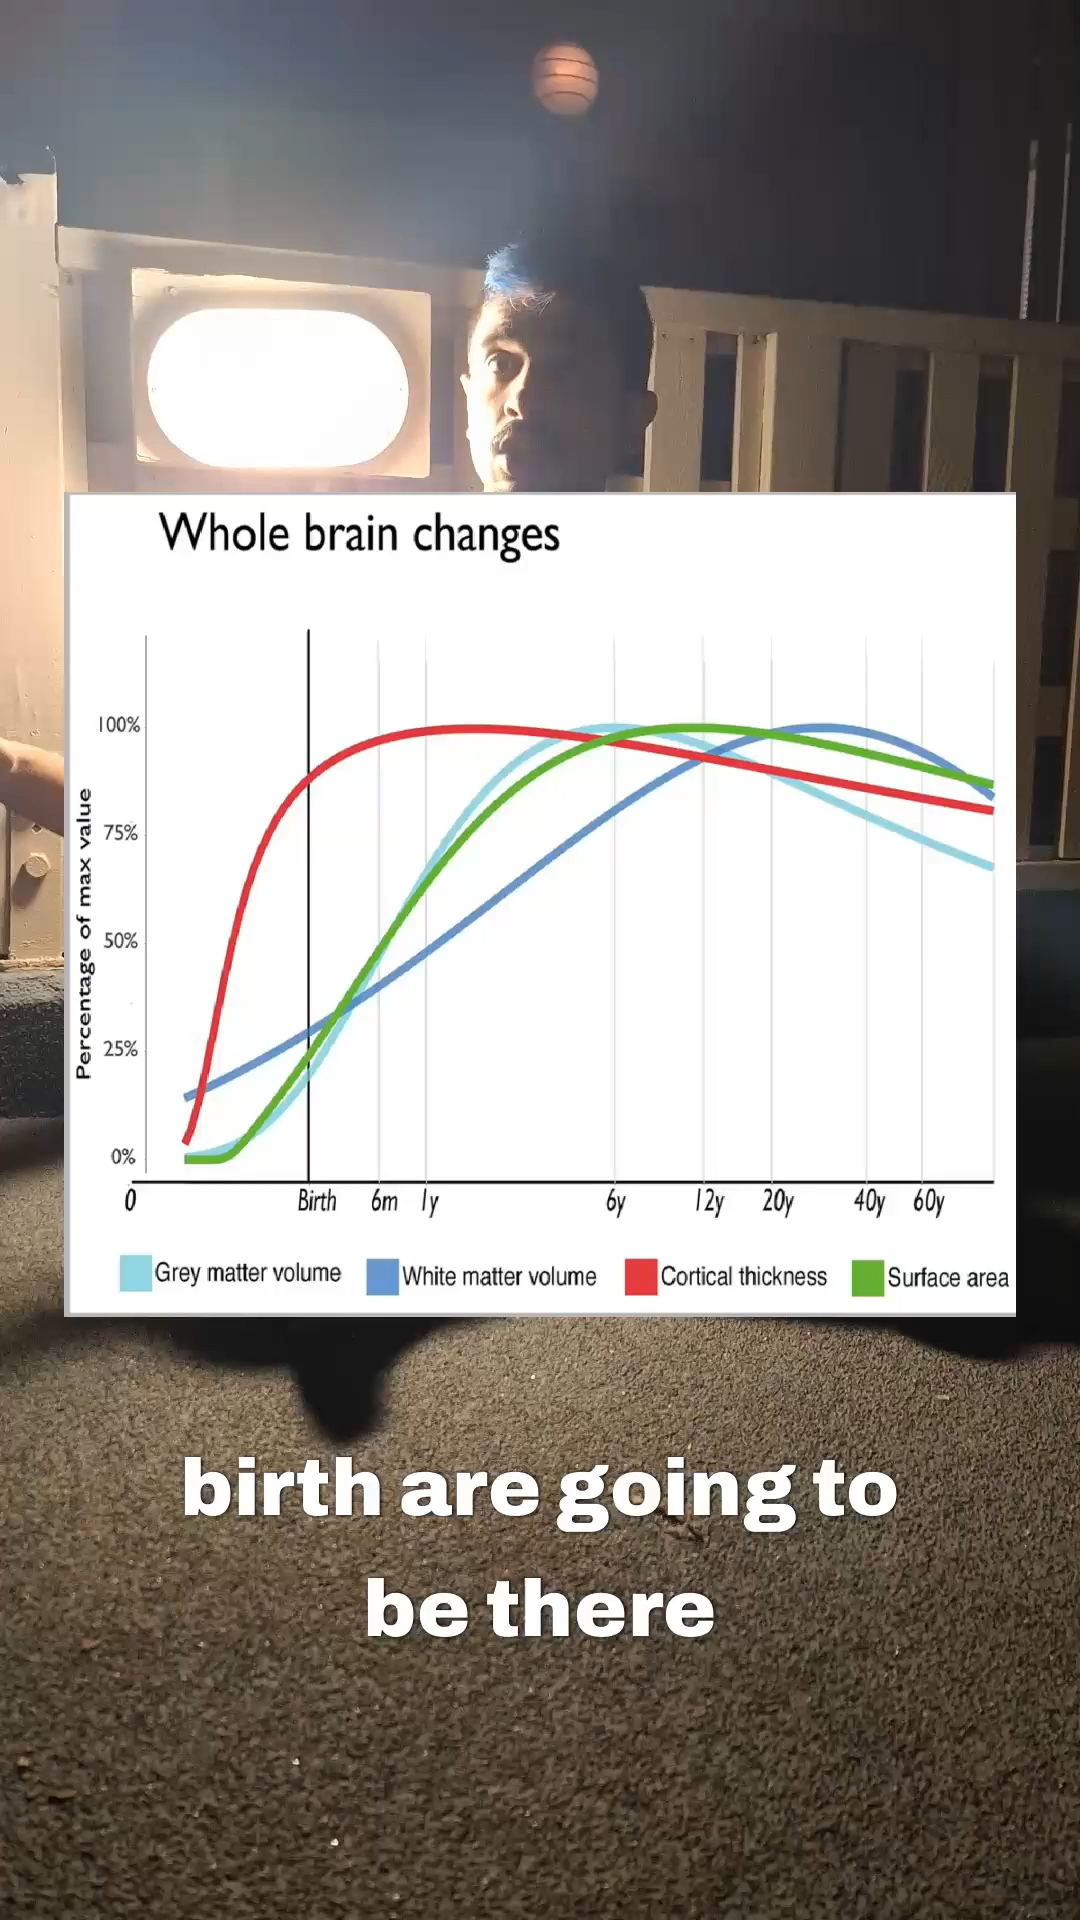 Whole brain changes
Percentage of max value
100%
75%
50%
25%
0%
0 Birth 6m 1y 6y 12y 20y 40y 60y
Grey matter volume White matter volume Cortical thickness Surface area
birth are going to
be there